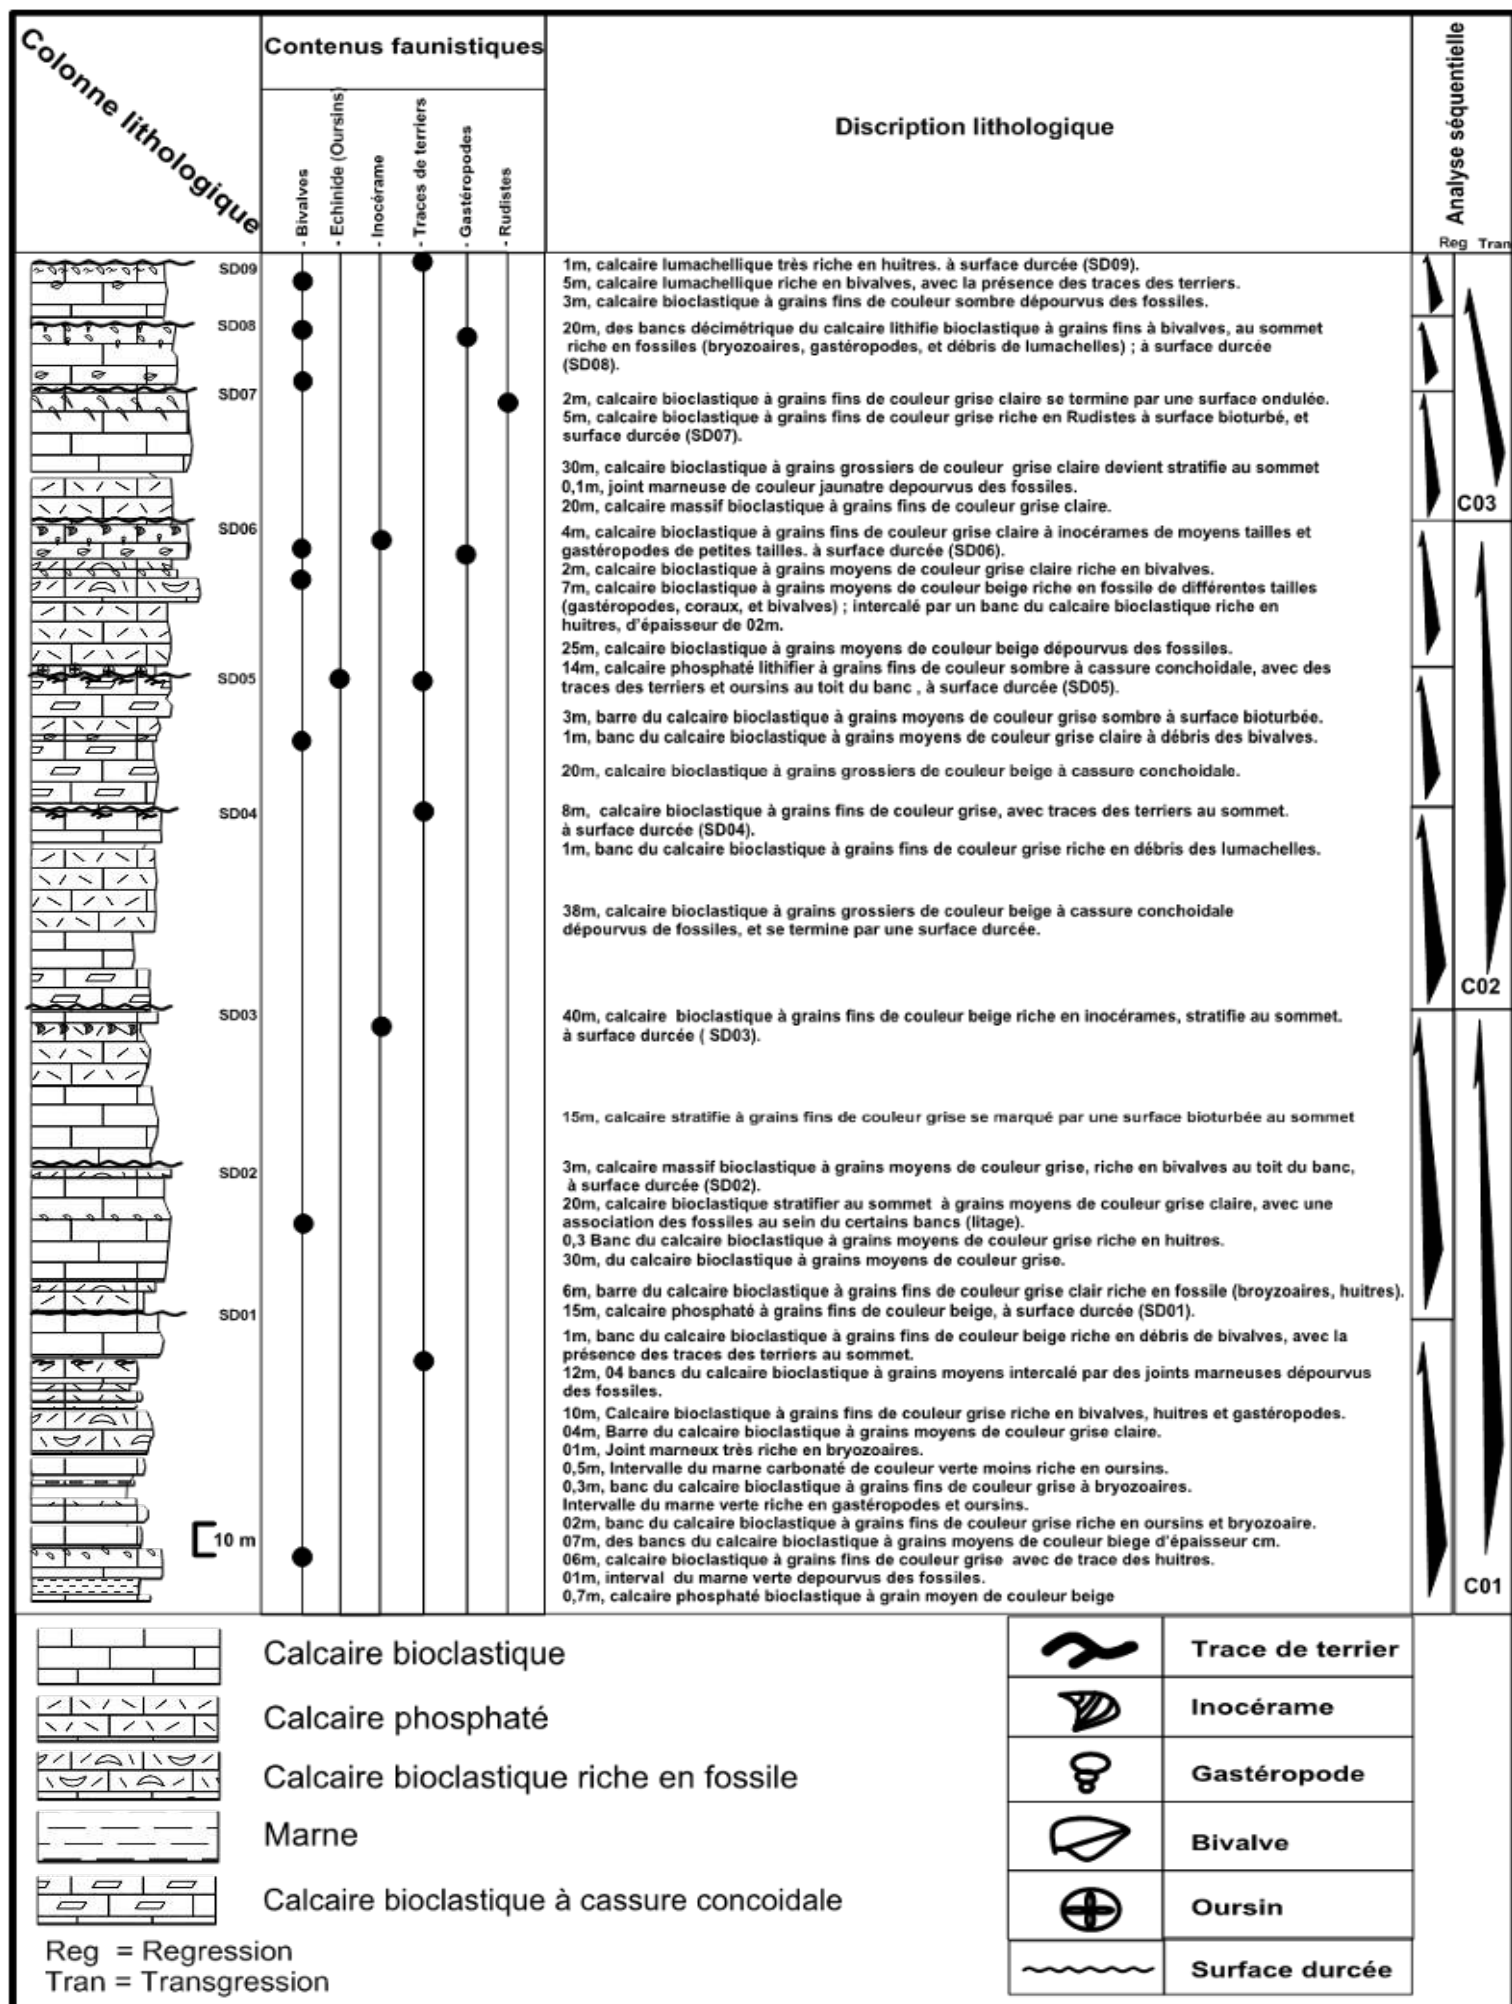 Colonne lithologique
Contenus faunistiques
- Bivalves
- Echinide (Oursins)
- Inocérame
- Traces de terriers
- Gastéropodes
- Rudistes
Discription lithologique
Analyse séquentielle
Reg Tran
SD09
1m, calcaire lumachellique très riche en huitres. à surface durcée (SD09).
5m, calcaire lumachellique riche en bivalves, avec la présence des traces des terriers.
3m, calcaire bioclastique à grains fins de couleur sombre dépourvus des fossiles.
SD08
20m, des bancs décimétrique du calcaire lithifie bioclastique à grains fins à bivalves, au sommet
riche en fossiles (bryozoaires, gastéropodes, et débris de lumachelles) ; à surface durcée
(SD08).
SD07
2m, calcaire bioclastique à grains fins de couleur grise claire se termine par une surface ondulée.
5m, calcaire bioclastique à grains fins de couleur grise riche en Rudistes à surface bioturbé, et
surface durcée (SD07).
30m, calcaire bioclastique à grains grossiers de couleur grise claire devient stratifie au sommet
0,1m, joint marneuse de couleur jaunatre depourvus des fossiles.
20m, calcaire massif bioclastique à grains fins de couleur grise claire.
C03
SD06
4m, calcaire bioclastique à grains fins de couleur grise claire à inocérames de moyens tailles et
gastéropodes de petites tailles. à surface durcée (SD06).
2m, calcaire bioclastique à grains moyens de couleur grise claire riche en bivalves.
7m, calcaire bioclastique à grains moyens de couleur beige riche en fossile de différentes tailles
(gastéropodes, coraux, et bivalves) ; intercalé par un banc du calcaire bioclastique riche en
huitres, d'épaisseur de 02m.
25m, calcaire bioclastique à grains moyens de couleur beige dépourvus des fossiles.
SD05
14m, calcaire phosphaté lithifier à grains fins de couleur sombre à cassure conchoidale, avec des
traces des terriers et oursins au toit du banc , à surface durcée (SD05).
3m, barre du calcaire bioclastique à grains moyens de couleur grise sombre à surface bioturbée.
1m, banc du calcaire bioclastique à grains moyens de couleur grise claire à débris des bivalves.
20m, calcaire bioclastique à grains grossiers de couleur beige à cassure conchoidale.
SD04
8m, calcaire bioclastique à grains fins de couleur grise, avec traces des terriers au sommet.
à surface durcée (SD04).
1m, banc du calcaire bioclastique à grains fins de couleur grise riche en débris des lumachelles.
38m, calcaire bioclastique à grains grossiers de couleur beige à cassure conchoidale
dépourvus de fossiles, et se termine par une surface durcée.
C02
SD03
40m, calcaire bioclastique à grains fins de couleur beige riche en inocérames, stratifie au sommet.
à surface durcée ( SD03).
15m, calcaire stratifie à grains fins de couleur grise se marqué par une surface bioturbée au sommet
SD02
3m, calcaire massif bioclastique à grains moyens de couleur grise, riche en bivalves au toit du banc,
à surface durcée (SD02).
20m, calcaire bioclastique stratifier au sommet à grains moyens de couleur grise claire, avec une
association des fossiles au sein du certains bancs (litage).
0,3 Banc du calcaire bioclastique à grains moyens de couleur grise riche en huitres.
30m, du calcaire bioclastique à grains moyens de couleur grise.
6m, barre du calcaire bioclastique à grains fins de couleur grise clair riche en fossile (broyzoaires, huitres).
SD01
15m, calcaire phosphaté à grains fins de couleur beige, à surface durcée (SD01).
1m, banc du calcaire bioclastique à grains fins de couleur beige riche en débris de bivalves, avec la
présence des traces des terriers au sommet.
12m, 04 bancs du calcaire bioclastique à grains moyens intercalé par des joints marneuses dépourvus
des fossiles.
10m, Calcaire bioclastique à grains fins de couleur grise riche en bivalves, huitres et gastéropodes.
04m, Barre du calcaire bioclastique à grains moyens de couleur grise claire.
01m, Joint marneux très riche en bryozoaires.
0,5m, Intervalle du marne carbonaté de couleur verte moins riche en oursins.
0,3m, banc du calcaire bioclastique à grains fins de couleur grise à bryozoaires.
Intervalle du marne verte riche en gastéropodes et oursins.
02m, banc du calcaire bioclastique à grains fins de couleur grise riche en oursins et bryozoaire.
10 m
07m, des bancs du calcaire bioclastique à grains moyens de couleur biege d'épaisseur cm.
06m, calcaire bioclastique à grains fins de couleur grise avec de trace des huitres.
01m, interval du marne verte depourvus des fossiles.
0,7m, calcaire phosphaté bioclastique à grain moyen de couleur beige
C01
Calcaire bioclastique
Calcaire phosphaté
Calcaire bioclastique riche en fossile
Marne
Calcaire bioclastique à cassure concoidale
Reg = Regression
Tran = Transgression
Trace de terrier
Inocérame
Gastéropode
Bivalve
Oursin
Surface durcée